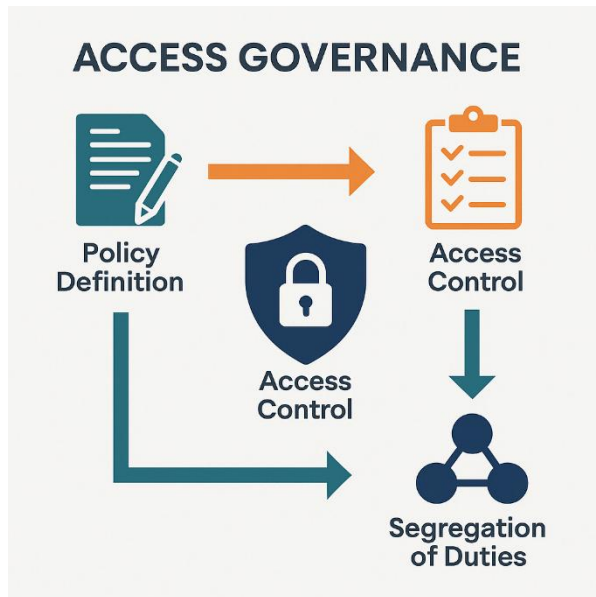 ACCESS GOVERNANCE
Policy
Definition
Access
Control
Access
Control
Segregation
of Duties